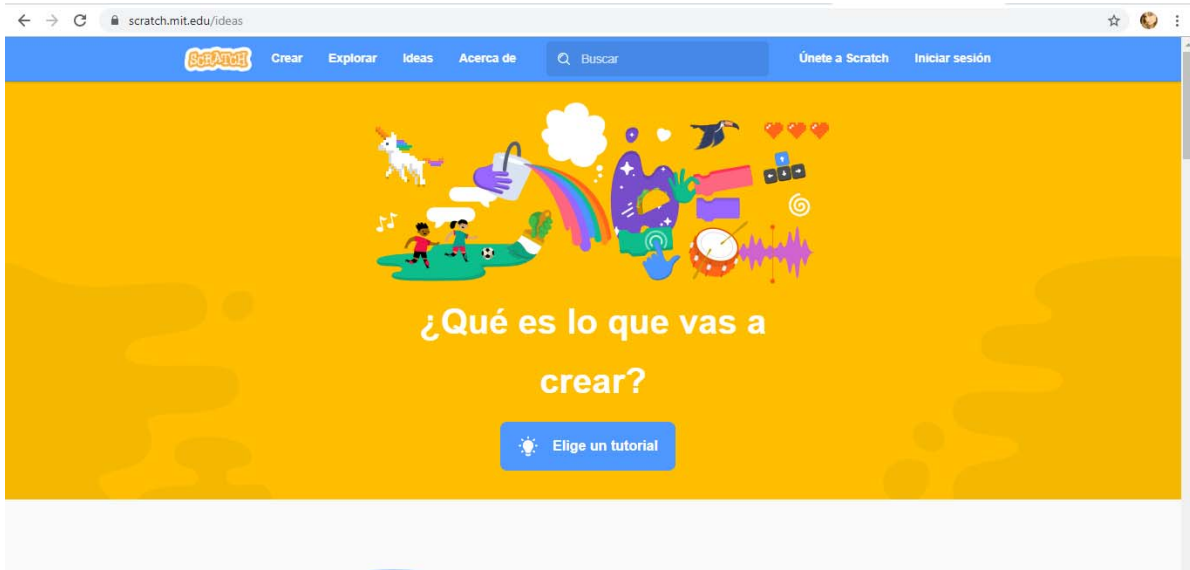 scratch.mit.edu/ideas
SCRATCH Crear Explorar Ideas Acerca de Buscar Únete a Scratch Iniciar sesión
¿Qué es lo que vas a
crear?
Elige un tutorial